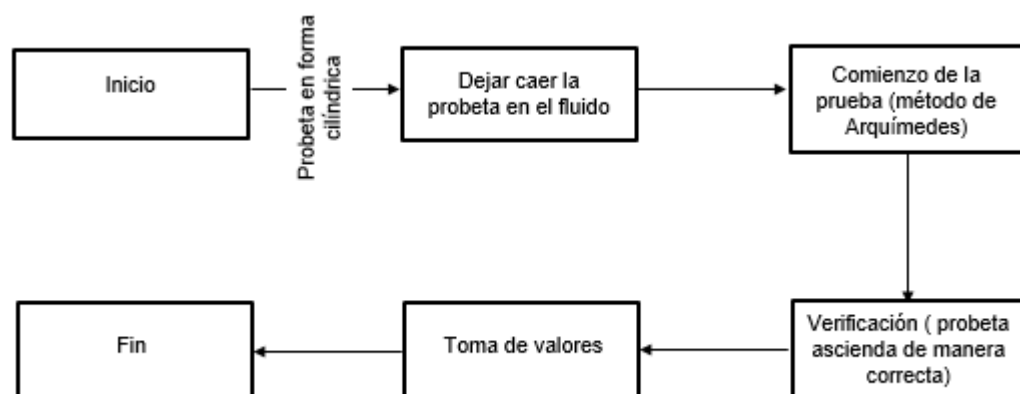 Inicio
Probeta en forma
cilíndrica
Dejar caer la
probeta en el fluido
Comienzo de la
prueba (método de
Arquímedes)
Verificación ( probeta
ascienda de manera
correcta)
Toma de valores
Fin